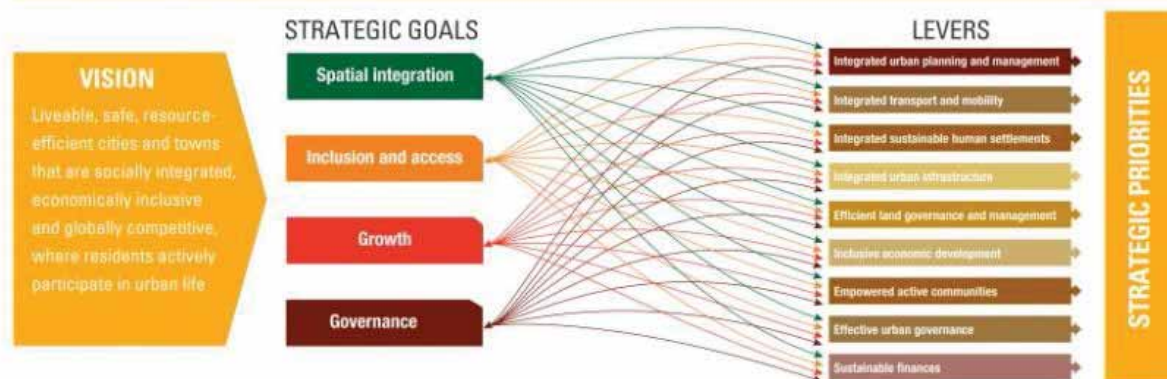 STRATEGIC GOALS
LEVERS
VISION
Liveable, safe, resource-
efficient cities and towns
that are socially integrated,
economically inclusive
and globally competitive,
where residents actively
participate in urban life
Spatial integration
Inclusion and access
Growth
Governance
Integrated urban planning and management
Integrated transport and mobility
Integrated sustainable human settlements
Integrated urban infrastructure
Efficient land governance and management
Inclusive economic development
Empowered active communities
Effective urban governance
Sustainable finances
STRATEGIC PRIORITIES